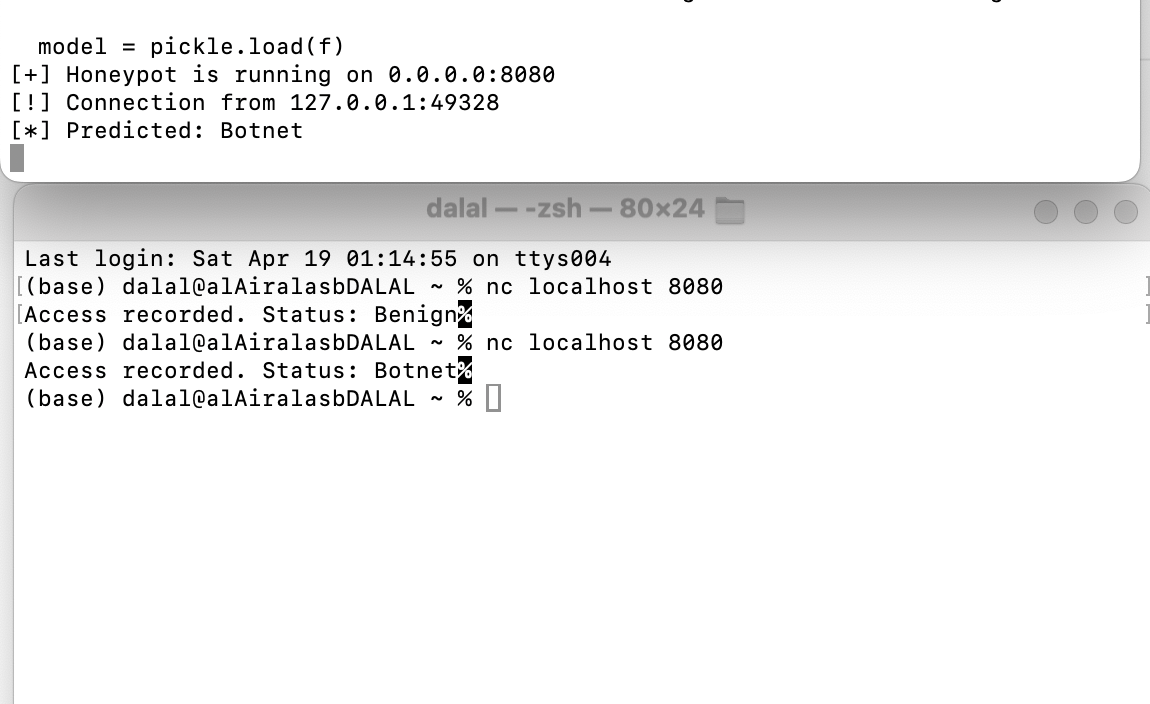 model = pickle.load(f)
[+] Honeypot is running on 0.0.0.0:8080
[!] Connection from 127.0.0.1:49328
[*] Predicted: Botnet
dalal — -zsh — 80×24
Last login: Sat Apr 19 01:14:55 on ttys004
[(base) dalal@alAiralasbDALAL ~ % nc localhost 8080 ]
[Access recorded. Status: Benign% ]
(base) dalal@alAiralasbDALAL ~ % nc localhost 8080
Access recorded. Status: Botnet%
(base) dalal@alAiralasbDALAL ~ %